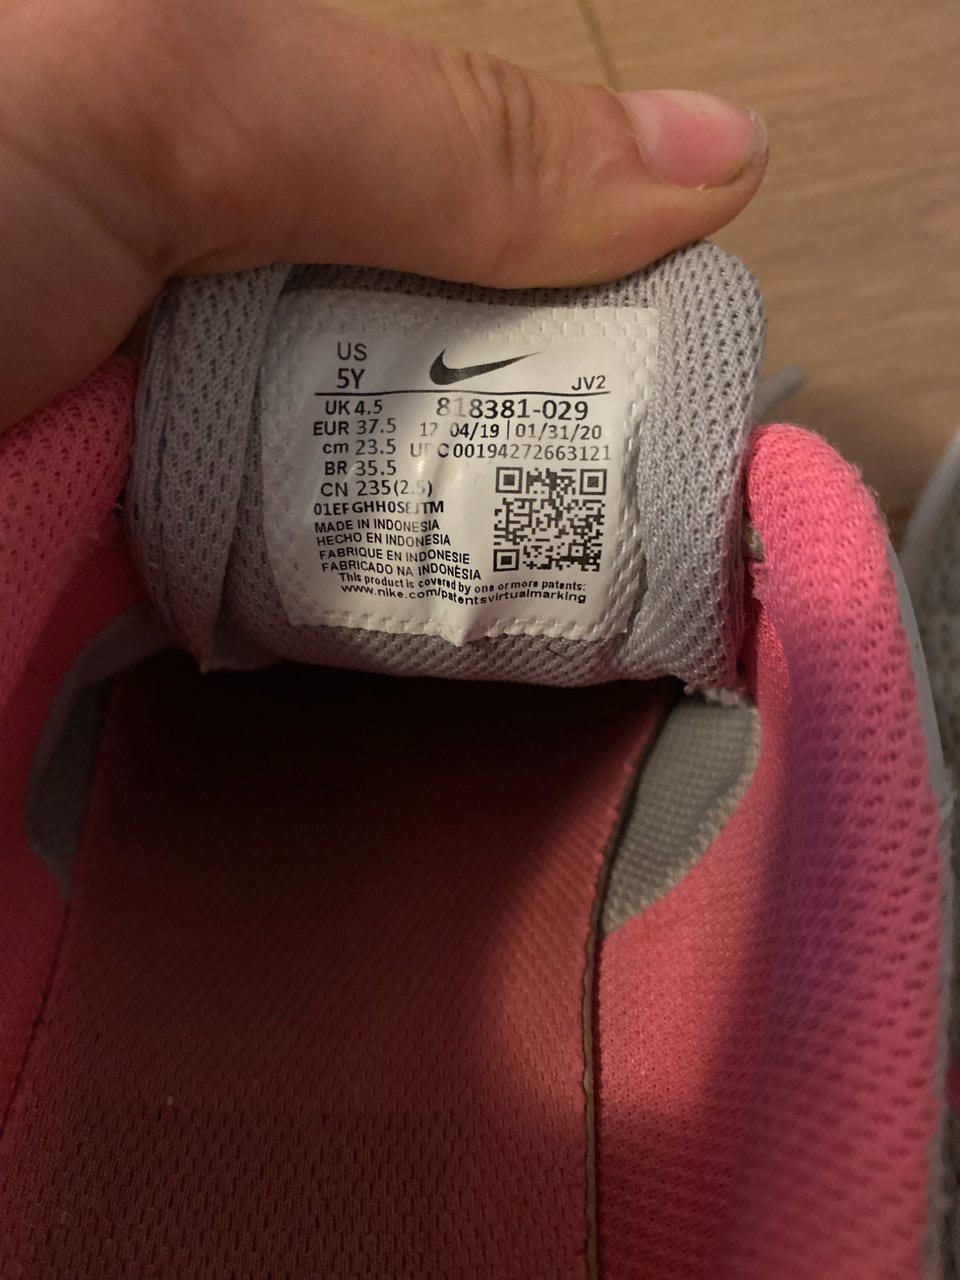 US
5Y
JV2
UK 4.5
818381-029
EUR 37.5
12 04/19 | 01/31/20
cm 23.5
UPC 00194272663121
BR 35.5
CN 235(2.5)
MADE IN INDONESIA
HECHO EN INDONESIA
FABRIQUE EN INDONESIE
FABRICADO NA INDONÉSIA
This product is covered by one or more patents:
www.nike.com/patentsvirtualmarking